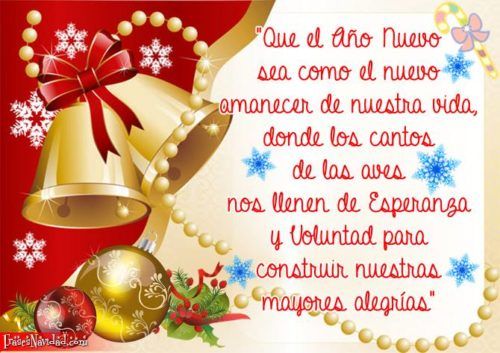 "Que el Año Nuevo
sea como el nuevo
amanecer de nuestra vida,
donde los cantos
de las aves
nos llenen de Esperanza
y Voluntad para
construir nuestras
mayores alegrías"
FrasesNavidad.com